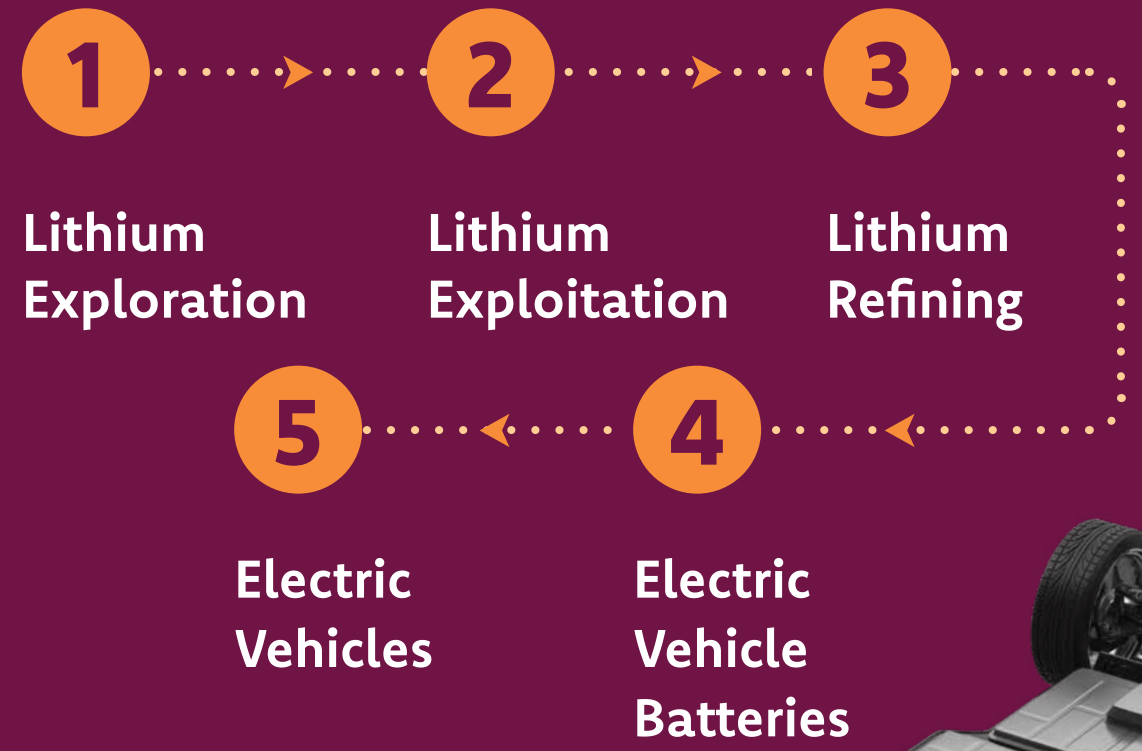 1
2
3
Lithium
Exploration
Lithium
Exploitation
Lithium
Refining
5
4
Electric
Vehicles
Electric
Vehicle
Batteries